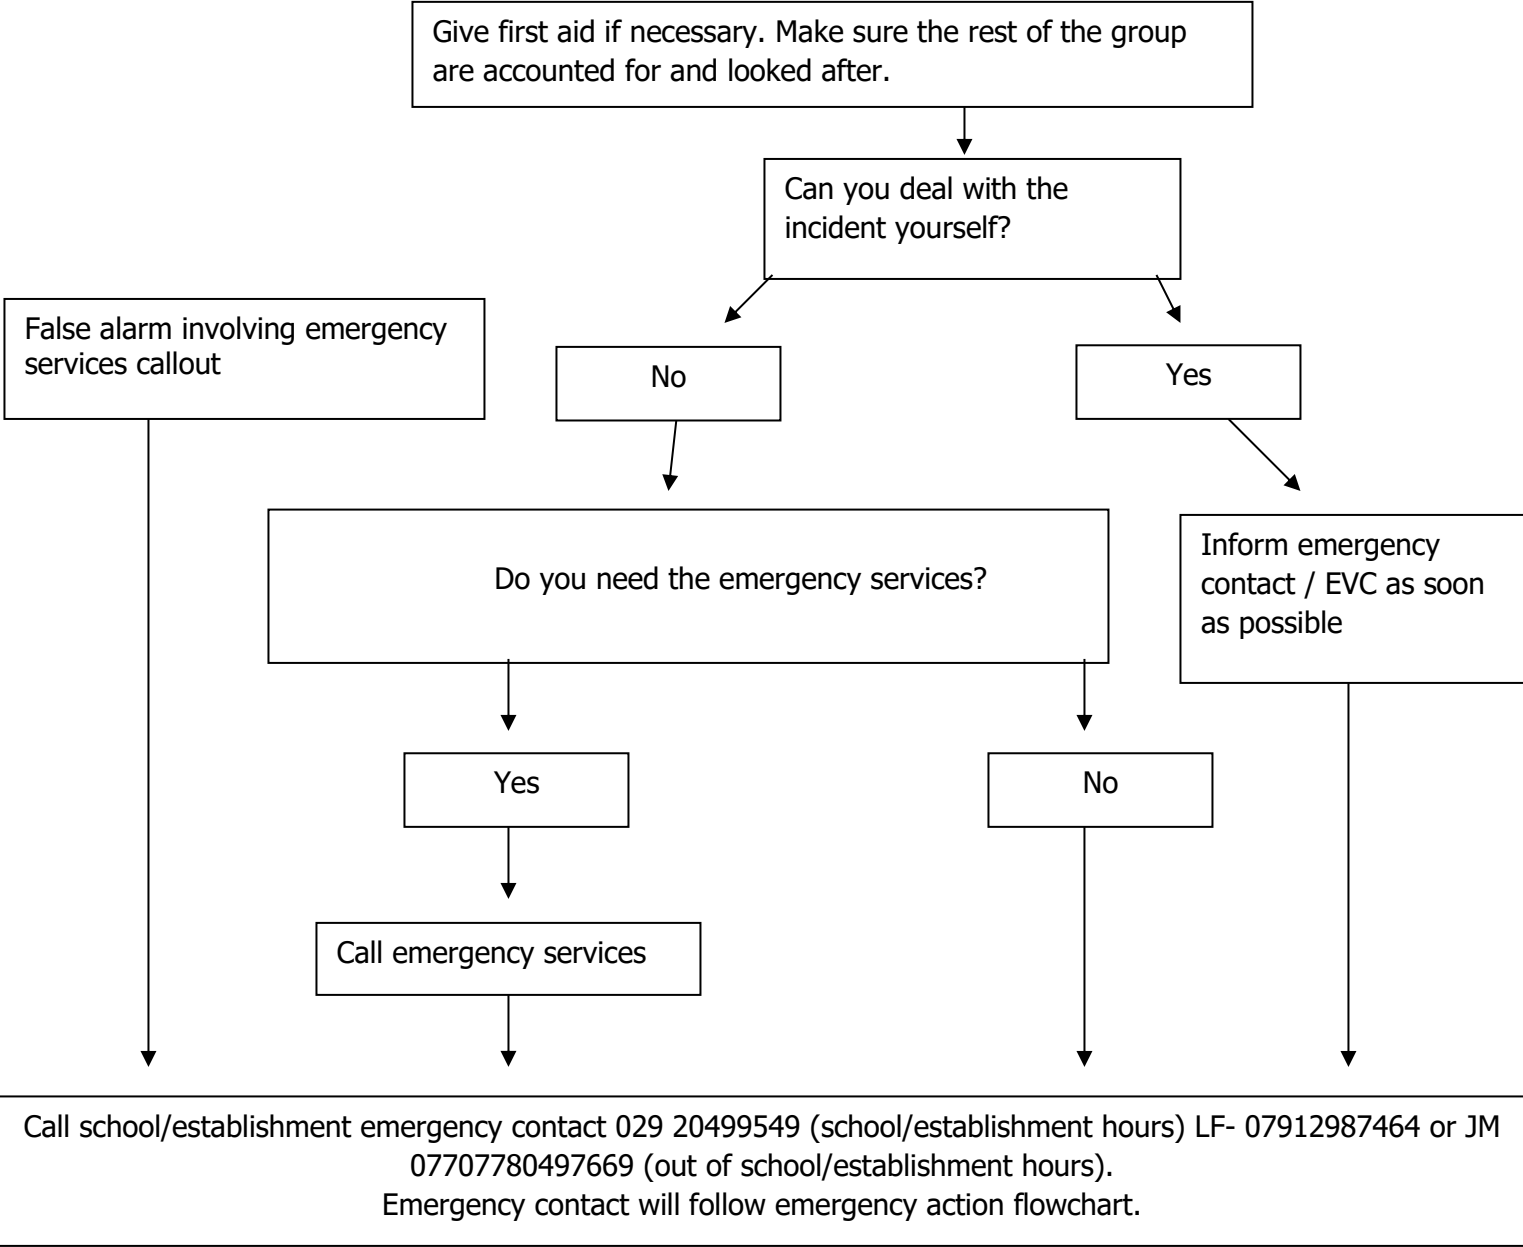 Give first aid if necessary. Make sure the rest of the group
are accounted for and looked after.
Can you deal with the
incident yourself?
False alarm involving emergency
services callout
No
Yes
Do you need the emergency services?
Inform emergency
contact / EVC as soon
as possible
Yes
No
Call emergency services
Call school/establishment emergency contact 029 20499549 (school/establishment hours) LF- 07912987464 or JM
07707780497669 (out of school/establishment hours).
Emergency contact will follow emergency action flowchart.